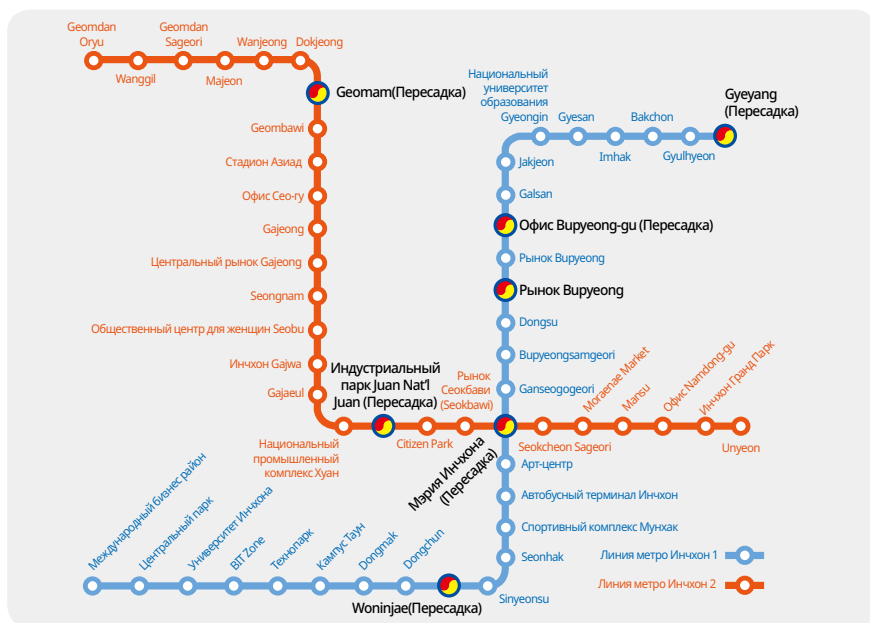 Geomdan
Oryu
Wanggil
Geomdan
Sageori
Majeon
Wanjeong
Dokjeong
Geomam(Пересадка)
Geombawi
Стадион Азиад
Офис Сео-гу
Gajeong
Центральный рынок Gajeong
Seongnam
Общественный центр для женщин Seobu
Инчхон Gajwa
Gajaeul
Национальный
промышленный
комплекс Хуан
Индустриальный
парк Juan Nat'l
Juan (Пересадка)
Citizen Park
Рынок
Сеокбави
(Seokbawi)
Мэрия Инчхона
(Пересадка)
Seokcheon Sageori
Moraenae Market
Mansu
Офис Namdong-gu
Инчхон Гранд Парк
Unyeon
Национальный
университет
образования
Gyeongin
Gyesan
Imhak
Bakchon
Gyulhyeon
Gyeyang
(Пересадка)
Jakjeon
Galsan
Офис Bupyeong-gu (Пересадка)
Рынок Bupyeong
Рынок Bupyeong
Dongsu
Bupyeongsamgeori
Ganseogogeori
Арт-центр
Автобусный терминал Инчхон
Спортивный комплекс Мунхак
Seonhak
Sinyeonsu
Woninjae(Пересадка)
Dongchun
Dongmak
Кампус Таун
Технопарк
BIT Zone
Университет Инчхона
Центральный парк
Международный бизнес район
Линия метро Инчхон 1
Линия метро Инчхон 2